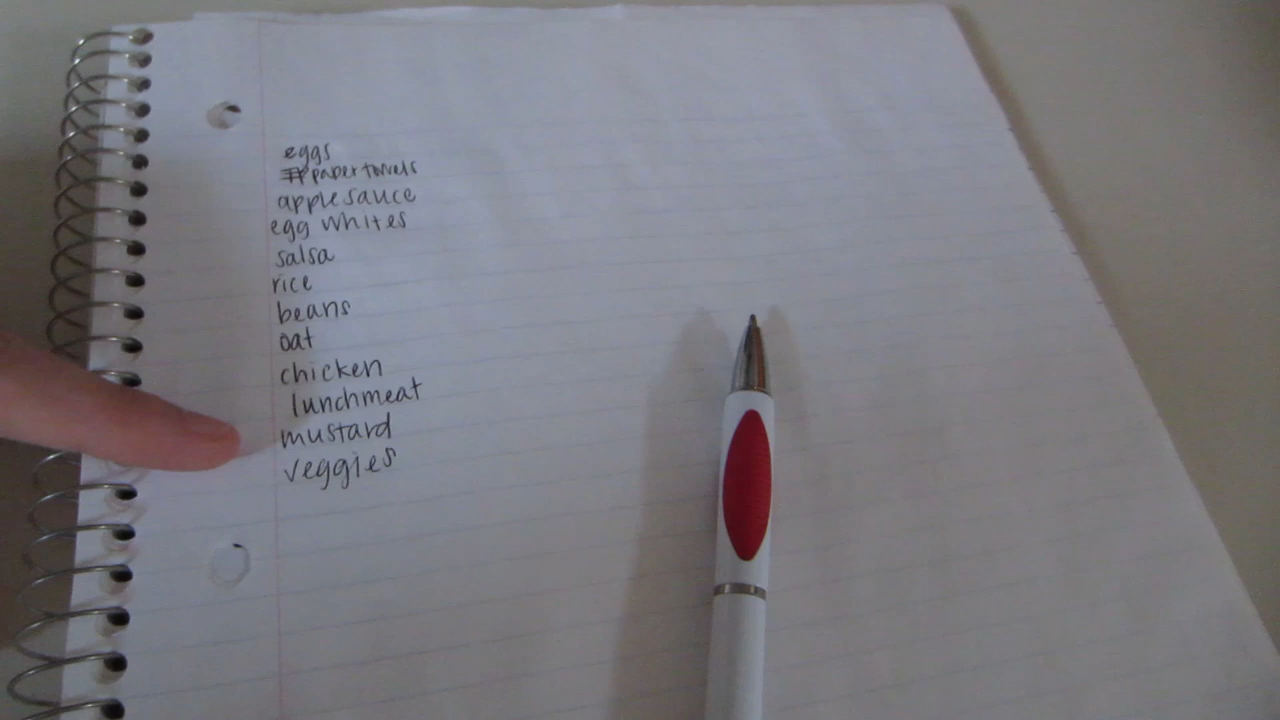 eggs
paper towels
applesauce
egg whites
salsa
rice
beans
oat
chicken
lunchmeat
mustard
veggies